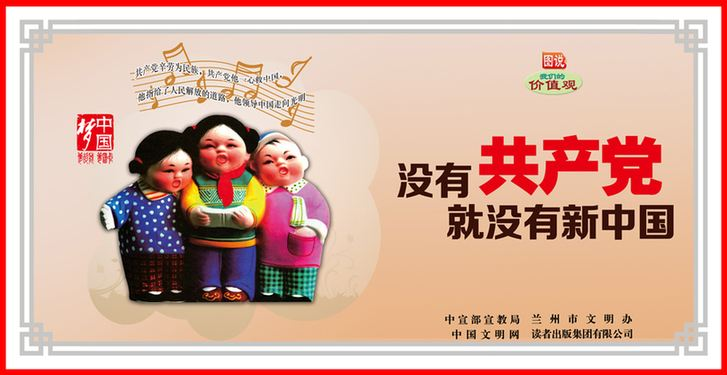 共产党辛劳为民族，共产党他一心救中国，
他指给了人民解放的道路，他领导中国走向光明
中国
梦
图说
我们的
价值观
没有共产党
就没有新中国
中宣部宣教局 兰州市文明办
中国文明网 读者出版集团有限公司